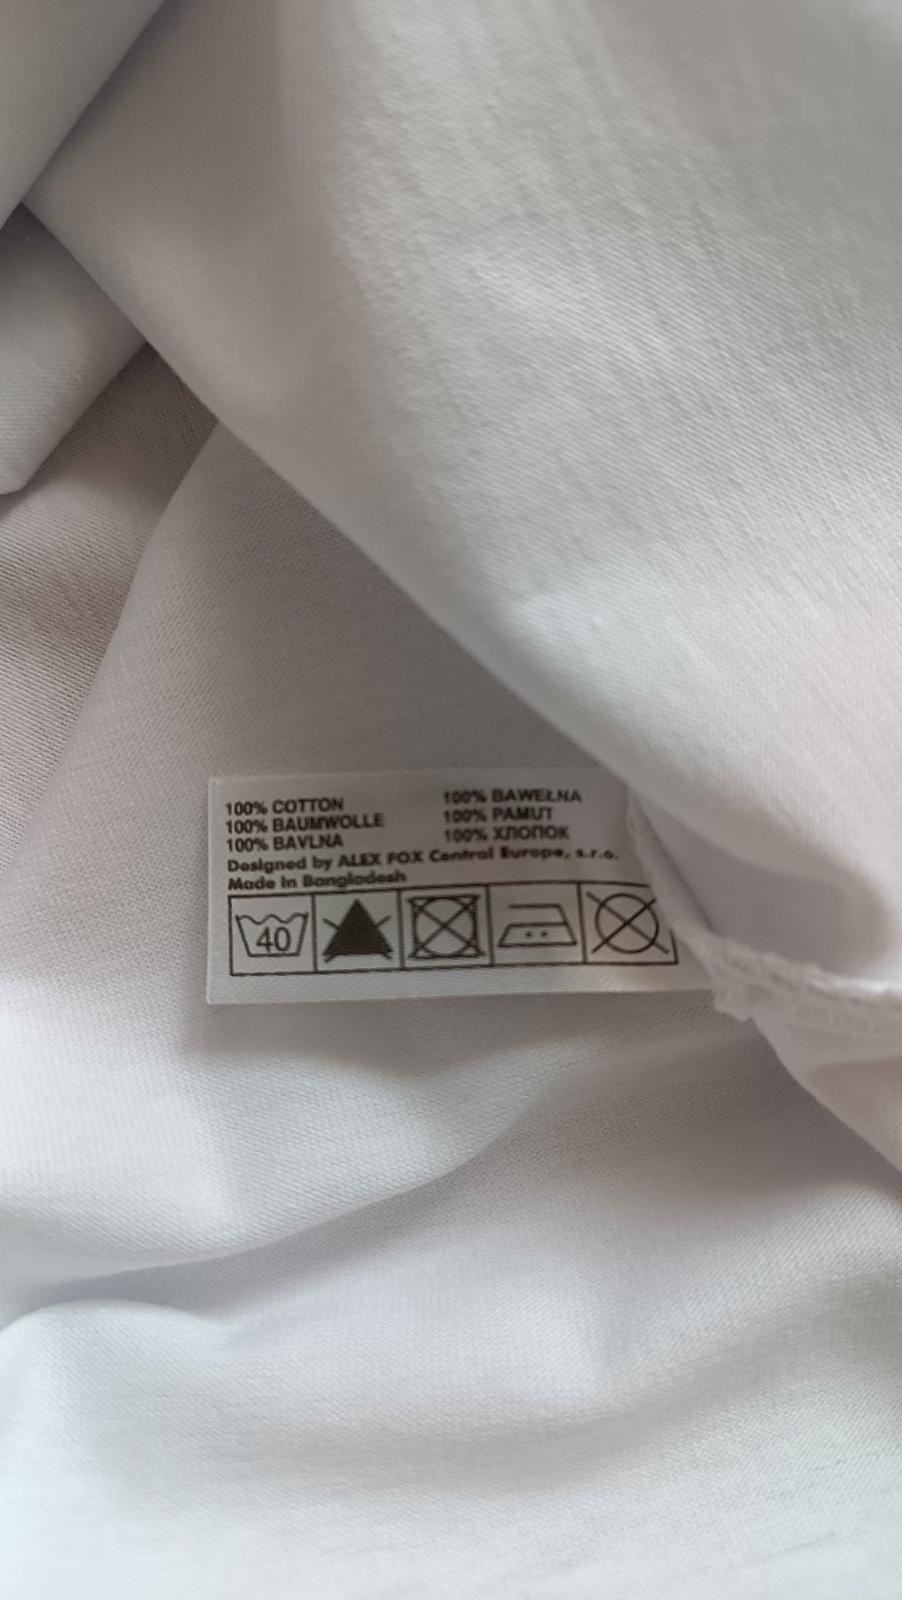 100% COTTON
100% BAUMWOLLE
100% BAVLNA
100% BAWEŁNA
100% PAMUT
100% ХЛОПОК
Designed by ALEX FOX Central Europe, s.r.o.
Made in Bangladesh
40